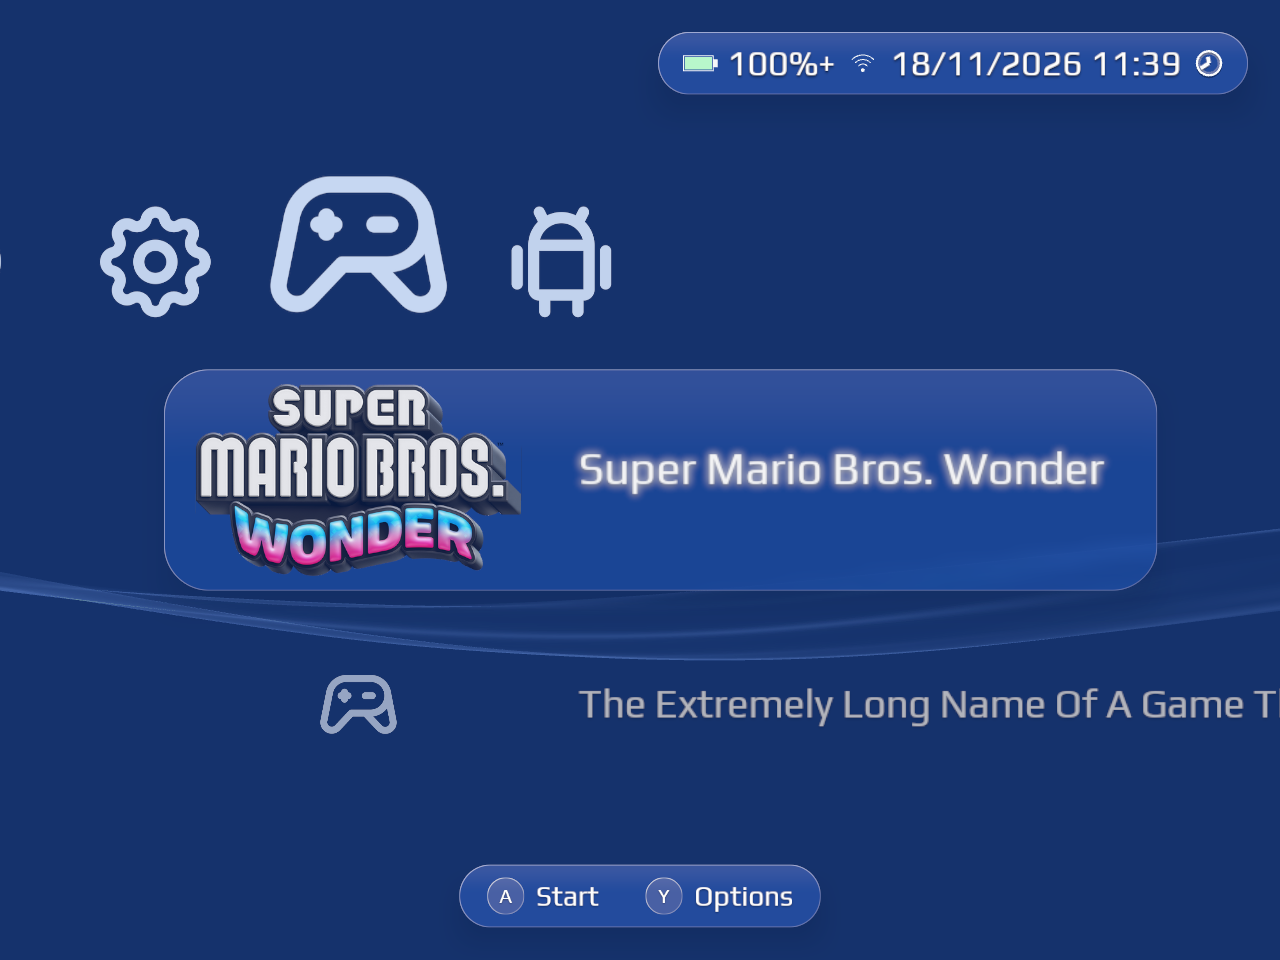 100%+ 18/11/2026 11:39
SUPER
MARIO BROS.™
WONDER
Super Mario Bros. Wonder
The Extremely Long Name Of A Game
A Start Y Options